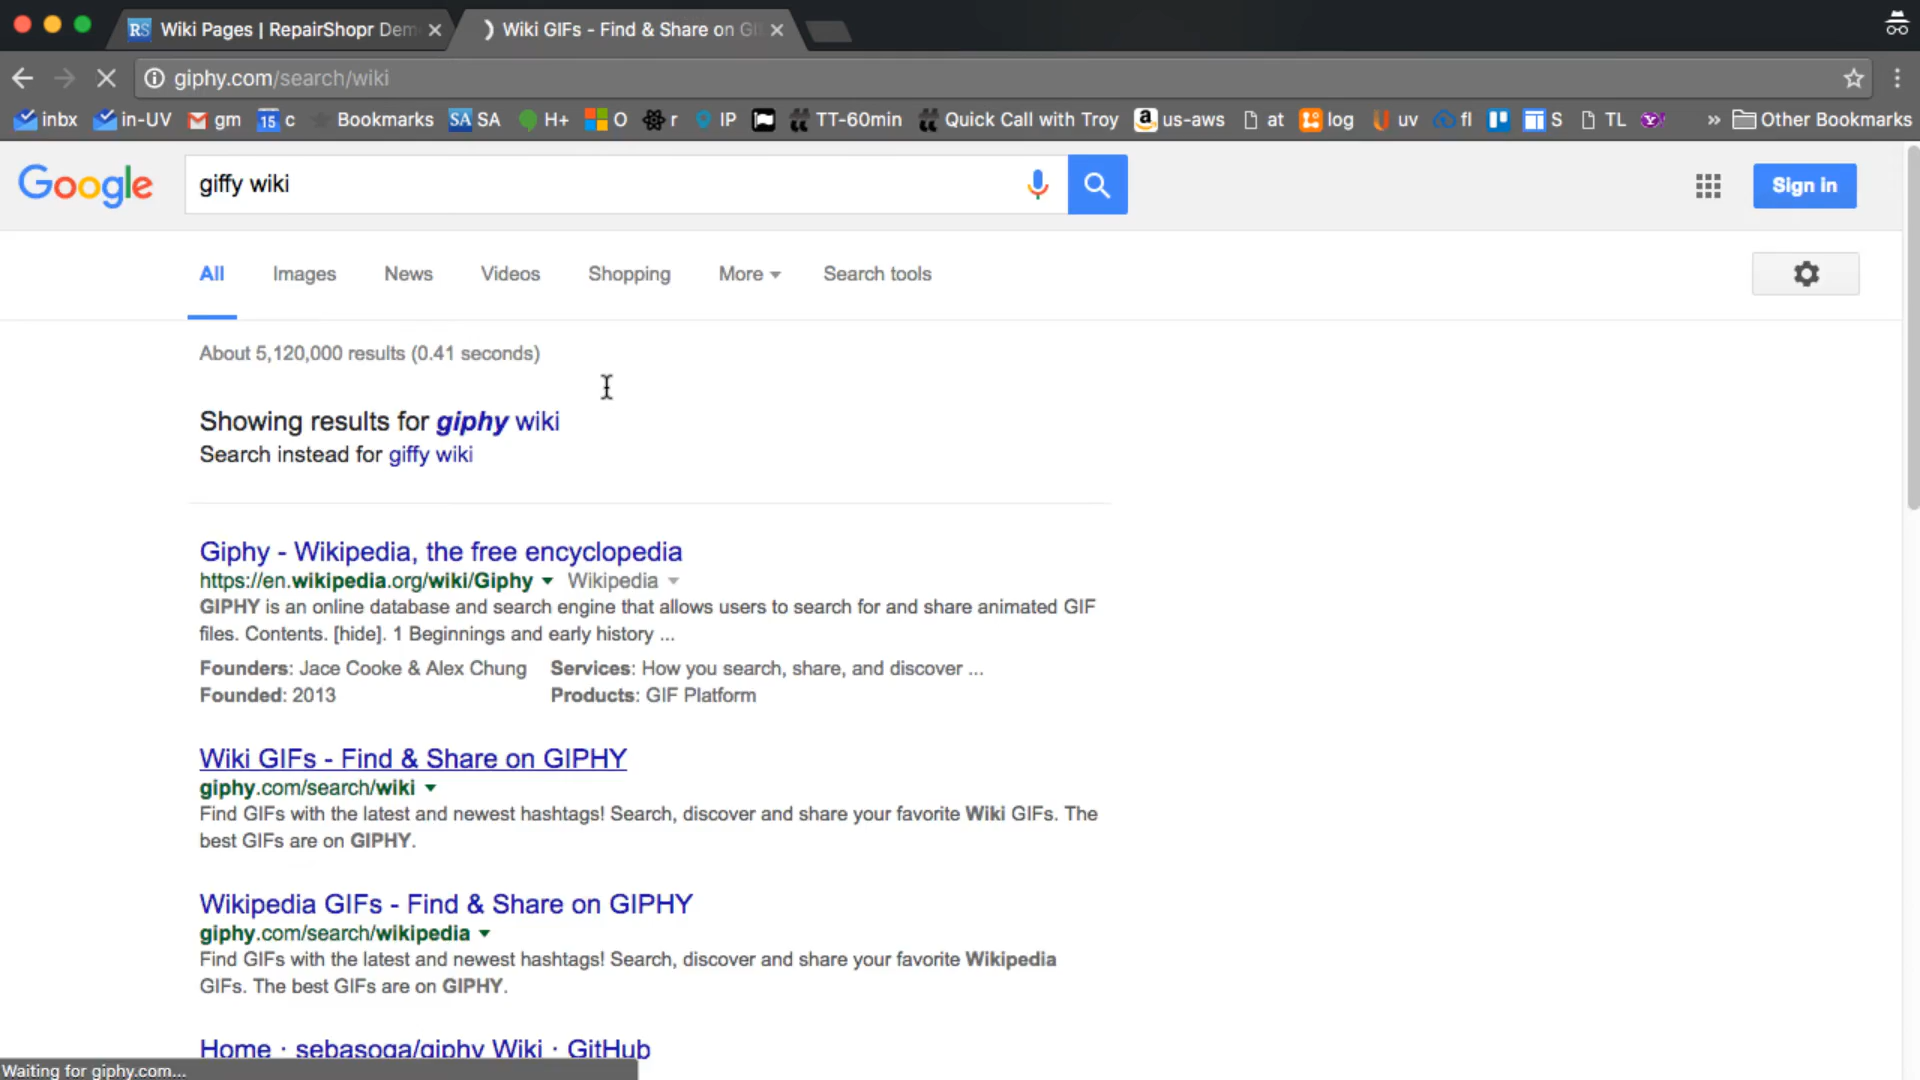 Wiki Pages | RepairShopr Dem
Wiki GIFs - Find & Share on GI
giphy.com/search/wiki
inbx in-UV gm 15 c Bookmarks SA SA H+ O r IP TT-60min Quick Call with Troy us-aws at log uv fl S TL » Other Bookmarks
Google giffy wiki Sign in
All Images News Videos Shopping More Search tools
About 5,120,000 results (0.41 seconds)
Showing results for giphy wiki
Search instead for giffy wiki
Giphy - Wikipedia, the free encyclopedia
https://en.wikipedia.org/wiki/Giphy Wikipedia
GIPHY is an online database and search engine that allows users to search for and share animated GIF
files. Contents. [hide]. 1 Beginnings and early history ...
Founders: Jace Cooke & Alex Chung Services: How you search, share, and discover ...
Founded: 2013 Products: GIF Platform
Wiki GIFs - Find & Share on GIPHY
giphy.com/search/wiki
Find GIFs with the latest and newest hashtags! Search, discover and share your favorite Wiki GIFs. The
best GIFs are on GIPHY.
Wikipedia GIFs - Find & Share on GIPHY
giphy.com/search/wikipedia
Find GIFs with the latest and newest hashtags! Search, discover and share your favorite Wikipedia
GIFs. The best GIFs are on GIPHY.
Home · sebasoga/giphy Wiki · GitHub
Waiting for giphy.com...